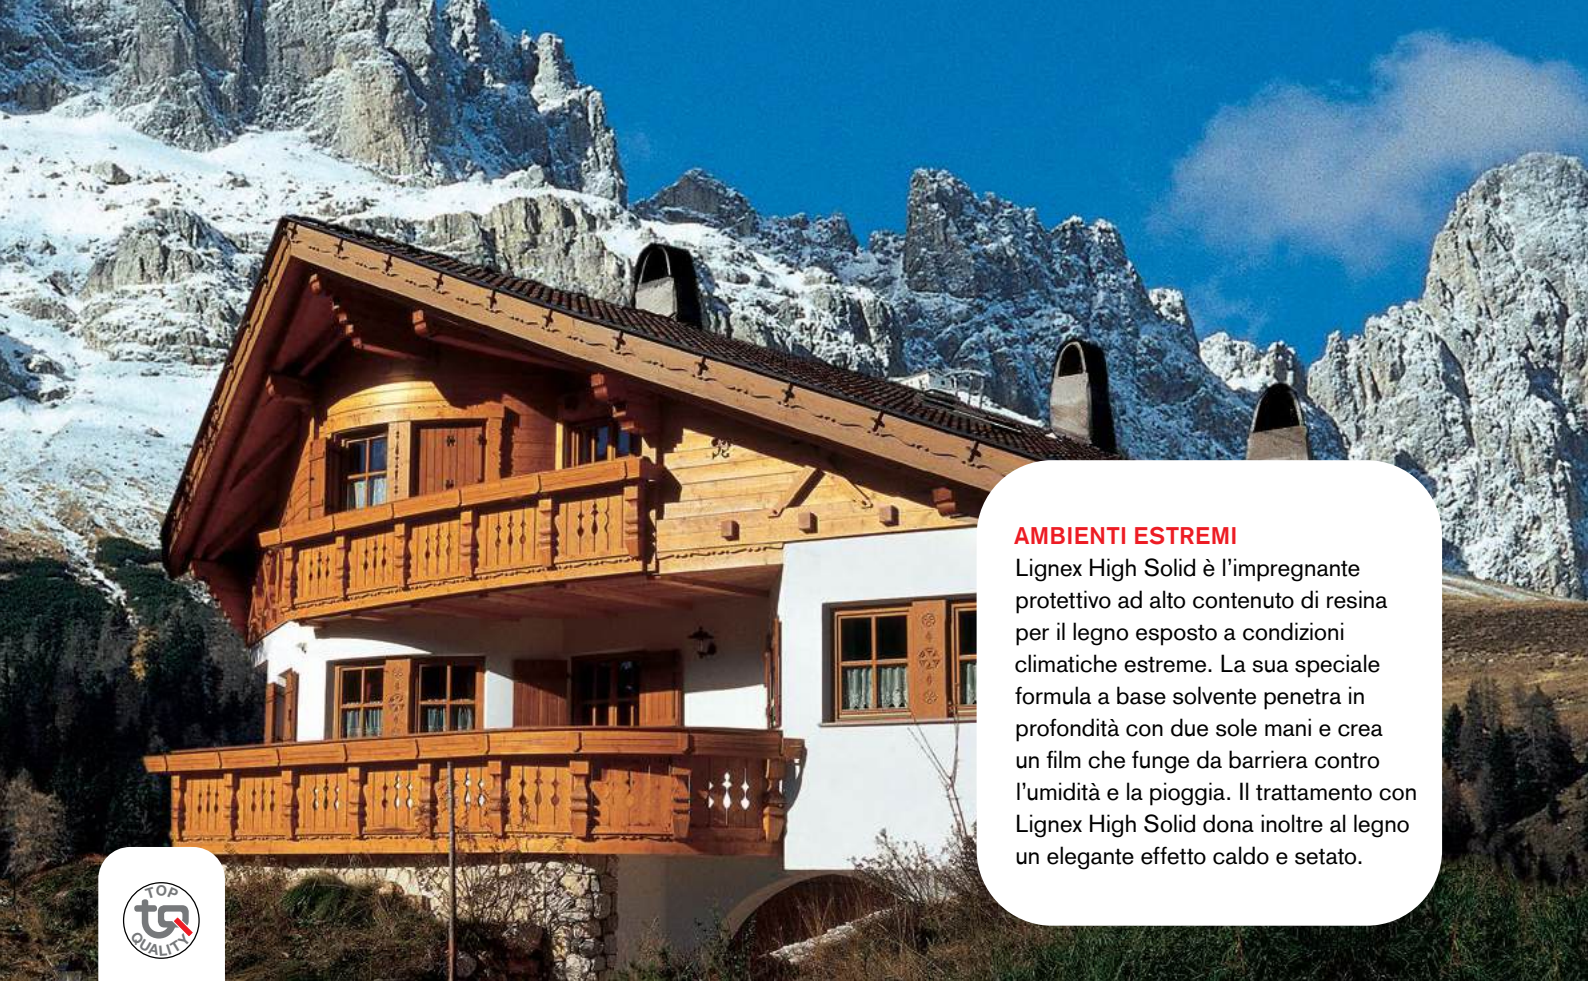 AMBIENTI ESTREMI
Lignex High Solid è l’impregnante
protettivo ad alto contenuto di resina
per il legno esposto a condizioni
climatiche estreme. La sua speciale
formula a base solvente penetra in
profondità con due sole mani e crea
un film che funge da barriera contro
l’umidità e la pioggia. Il trattamento con
Lignex High Solid dona inoltre al legno
un elegante effetto caldo e setato.
TOP
tq
QUALITY